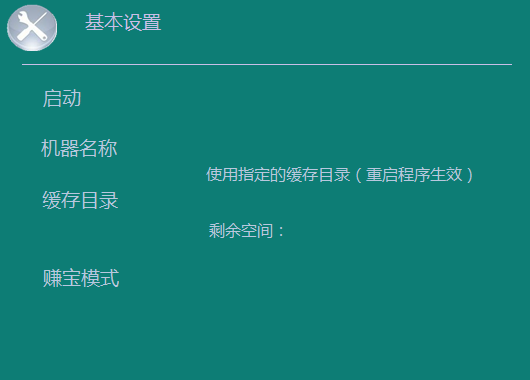 基本设置
启动
机器名称
使用指定的缓存目录（重启程序生效）
缓存目录
剩余空间：
赚宝模式